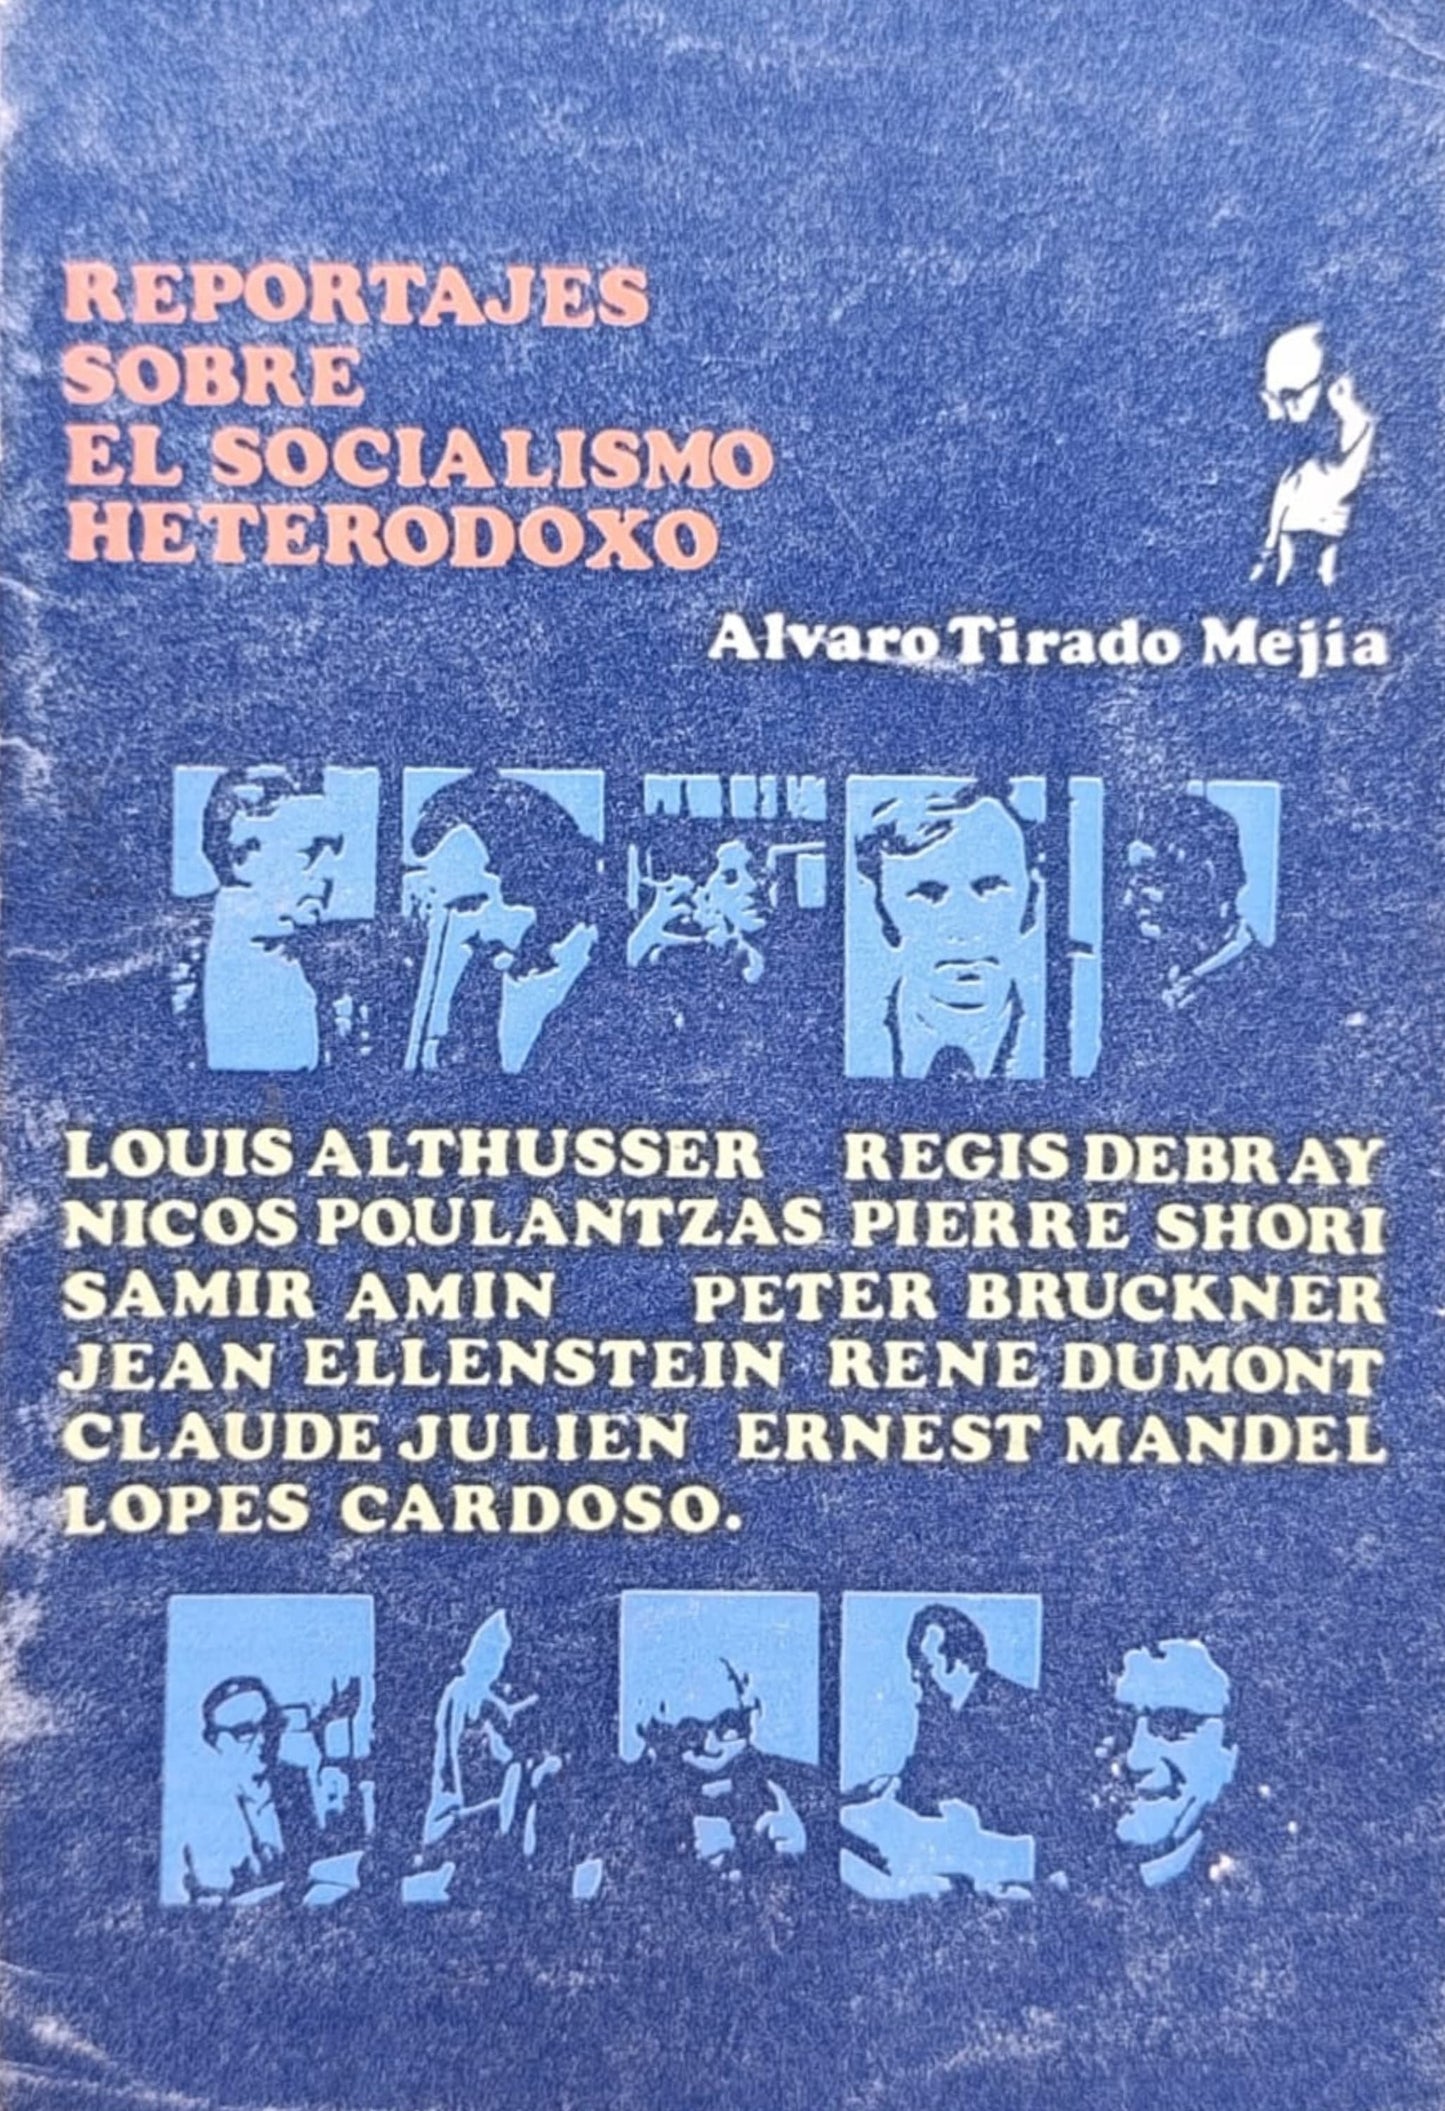 REPORTAJES
SOBRE
EL SOCIALISMO
HETERODOXO
Alvaro Tirado Mejía
LOUIS ALTHUSSER REGIS DEBRAY
NICOS POULANTZAS PIERRE SHORI
SAMIR AMIN PETER BRUCKNER
JEAN ELLENSTEIN RENE DUMONT
CLAUDE JULIEN ERNEST MANDEL
LOPES CARDOSO.